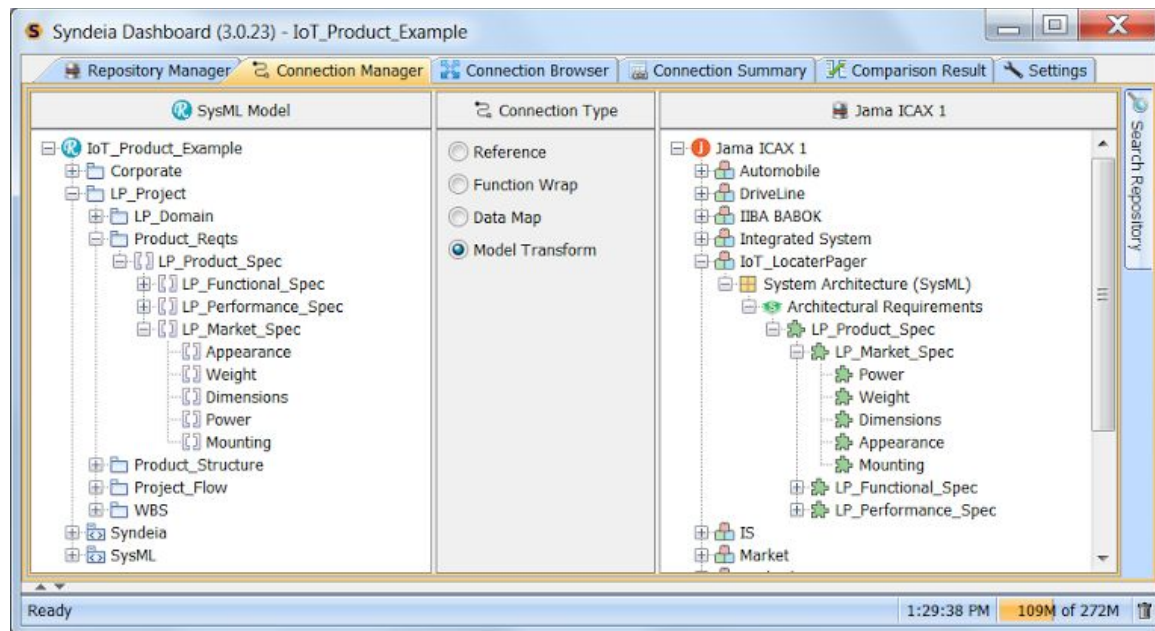 Syndeia Dashboard (3.0.23) - IoT_Product_Example
Repository Manager
Connection Manager
Connection Browser
Connection Summary
Comparison Result
Settings
SysML Model
IoT_Product_Example
Corporate
LP_Project
LP_Domain
Product_Reqts
LP_Product_Spec
LP_Functional_Spec
LP_Performance_Spec
LP_Market_Spec
Appearance
Weight
Dimensions
Power
Mounting
Product_Structure
Project_Flow
WBS
Syndeia
SysML
Connection Type
Reference
Function Wrap
Data Map
Model Transform
Jama ICAX 1
Jama ICAX 1
Automobile
DriveLine
IIBA BABOK
Integrated System
IoT_LocaterPager
System Architecture (SysML)
Architectural Requirements
LP_Product_Spec
LP_Market_Spec
Power
Weight
Dimensions
Appearance
Mounting
LP_Functional_Spec
LP_Performance_Spec
IS
Market
Search Repository
Ready
1:29:38 PM
109M of 272M